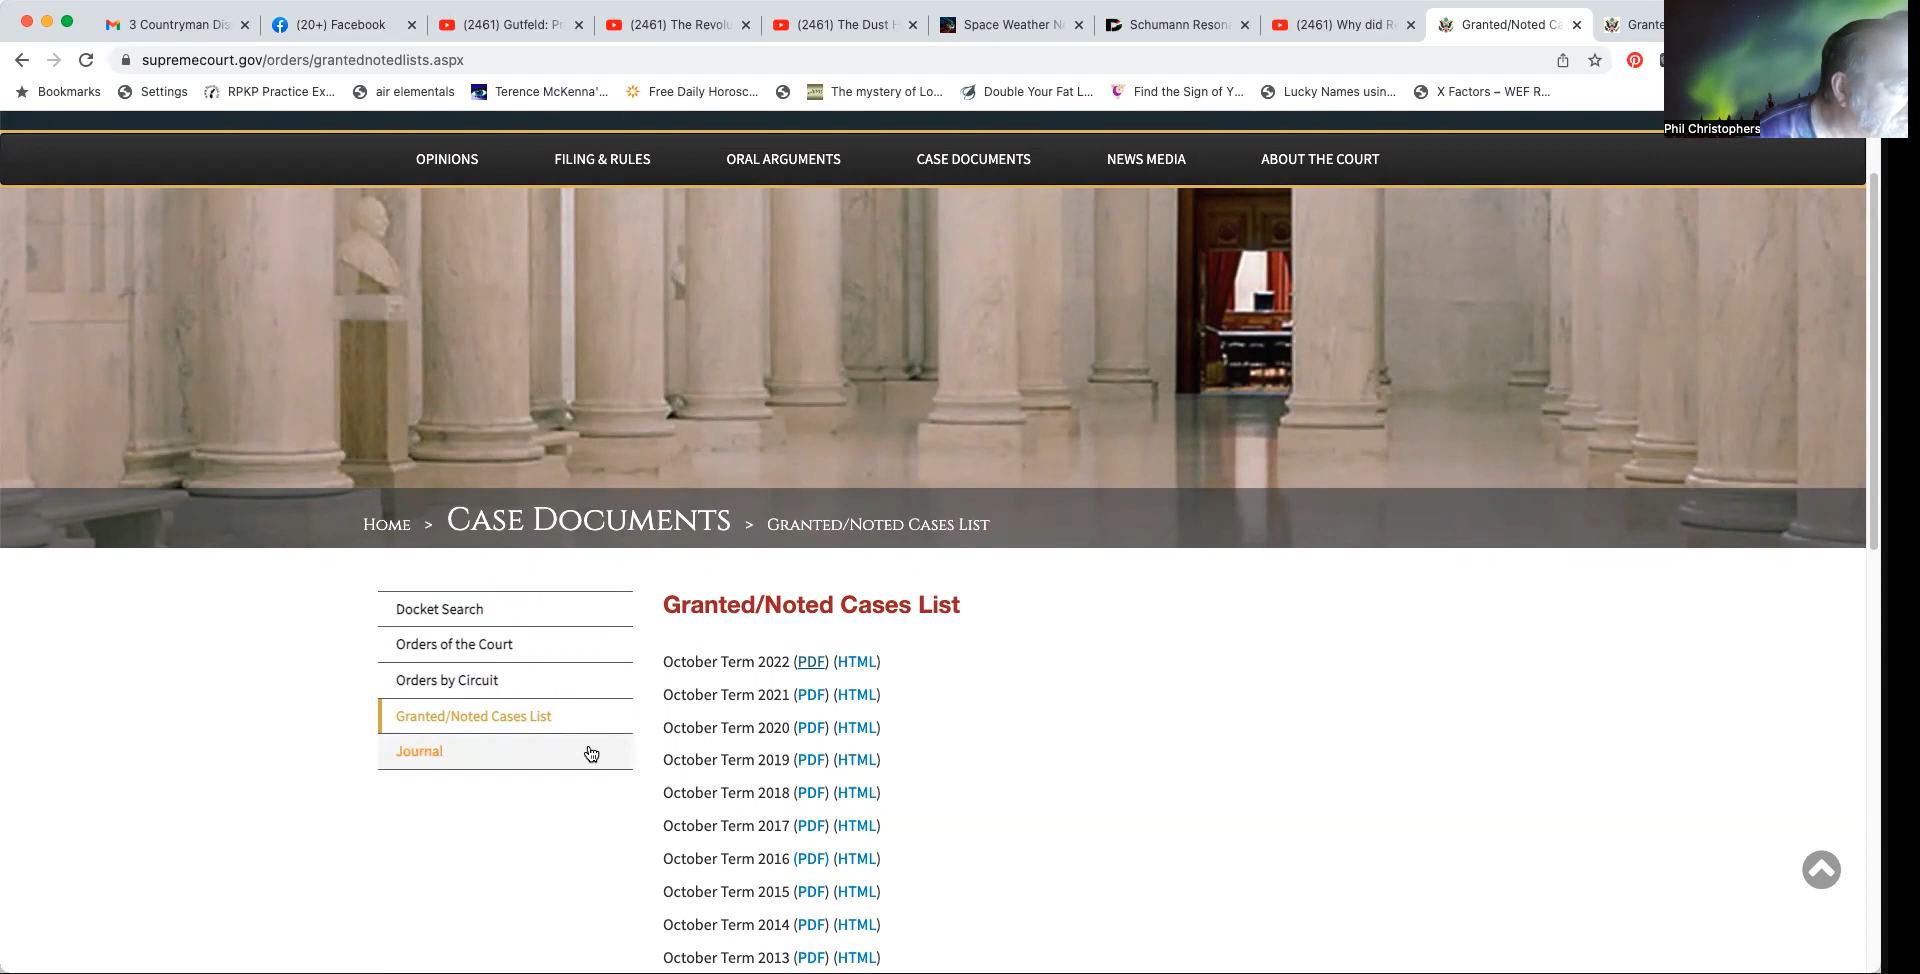 3 Countryman Dis
(20+) Facebook
(2461) Gutfeld: Pr
(2461) The Revolu
(2461) The Dust H
Space Weather N
Schumann Reson
(2461) Why did R
Granted/Noted Ca
Grante
supremecourt.gov/orders/grantednotedlists.aspx
Bookmarks
Settings
RPKP Practice Ex...
air elementals
Terence McKenna'...
Free Daily Horosc...
The mystery of Lo...
Double Your Fat L...
Find the Sign of Y...
Lucky Names usin...
X Factors – WEF R...
Phil Christophers
OPINIONS
FILING & RULES
ORAL ARGUMENTS
CASE DOCUMENTS
NEWS MEDIA
ABOUT THE COURT
HOME > CASE DOCUMENTS > GRANTED/NOTED CASES LIST
Docket Search
Orders of the Court
Orders by Circuit
Granted/Noted Cases List
Journal
Granted/Noted Cases List
October Term 2022 (PDF) (HTML)
October Term 2021 (PDF) (HTML)
October Term 2020 (PDF) (HTML)
October Term 2019 (PDF) (HTML)
October Term 2018 (PDF) (HTML)
October Term 2017 (PDF) (HTML)
October Term 2016 (PDF) (HTML)
October Term 2015 (PDF) (HTML)
October Term 2014 (PDF) (HTML)
October Term 2013 (PDF) (HTML)